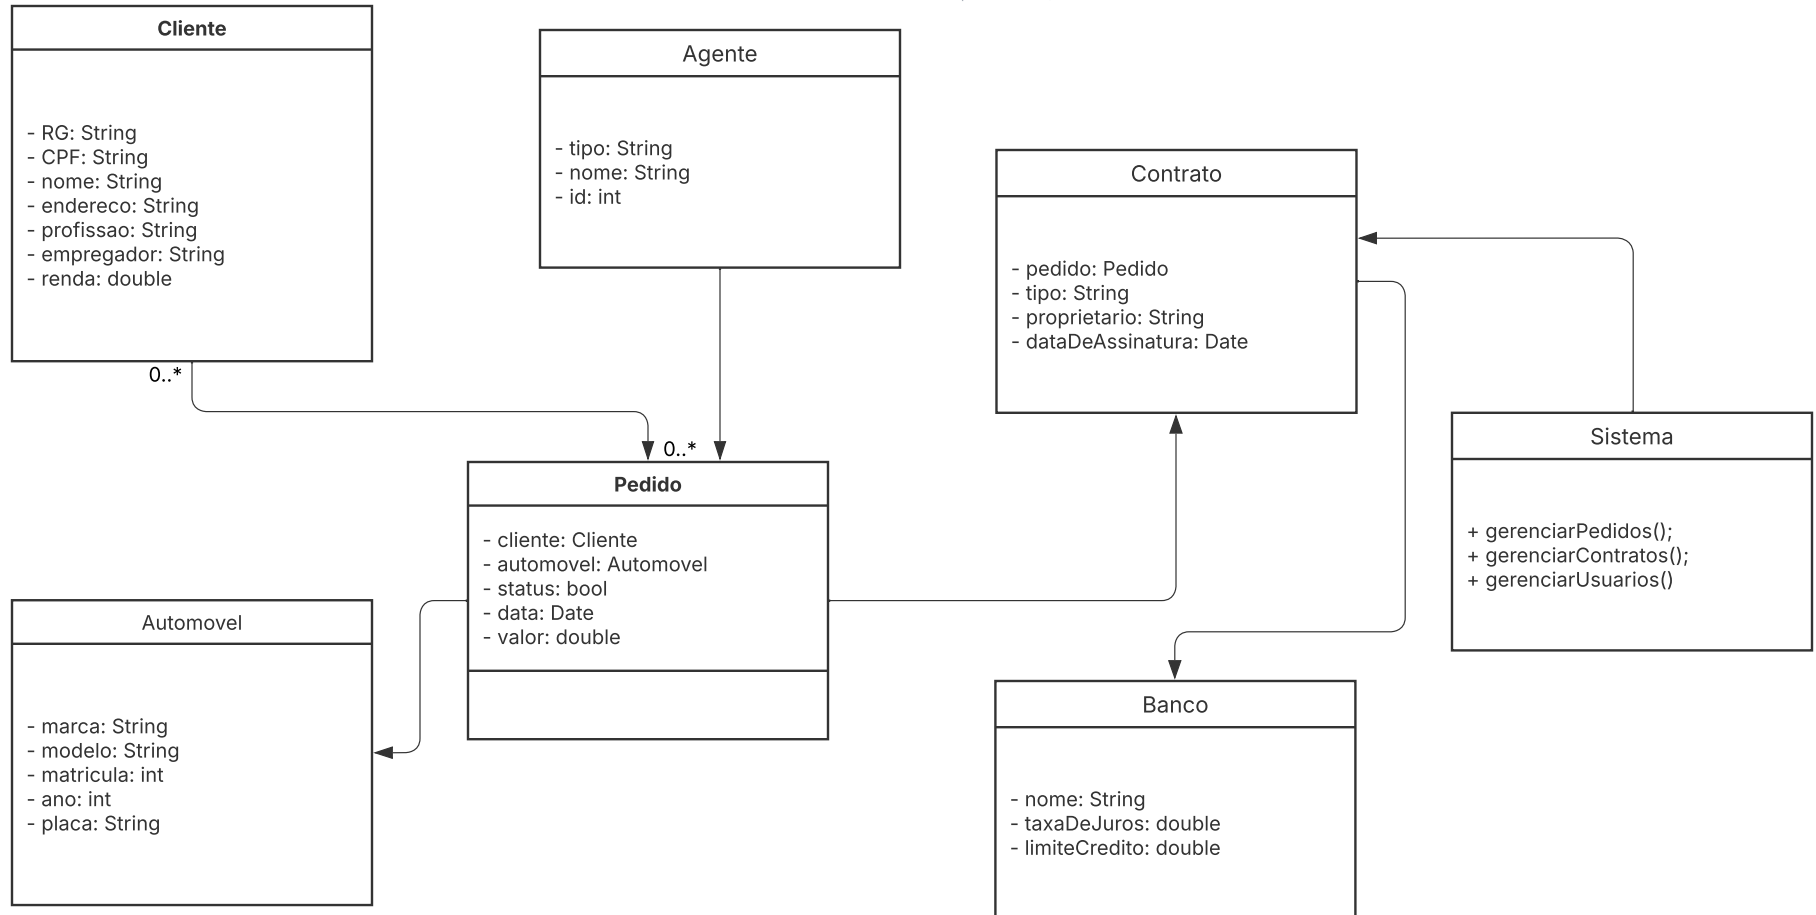 Cliente
- RG: String
- CPF: String
- nome: String
- endereco: String
- profissao: String
- empregador: String
- renda: double
0..*
Agente
- tipo: String
- nome: String
- id: int
Contrato
- pedido: Pedido
- tipo: String
- proprietario: String
- dataDeAssinatura: Date
0..*
Pedido
- cliente: Cliente
- automovel: Automovel
- status: bool
- data: Date
- valor: double
Sistema
+ gerenciarPedidos();
+ gerenciarContratos();
+ gerenciarUsuarios()
Automovel
- marca: String
- modelo: String
- matricula: int
- ano: int
- placa: String
Banco
- nome: String
- taxaDeJuros: double
- limiteCredito: double